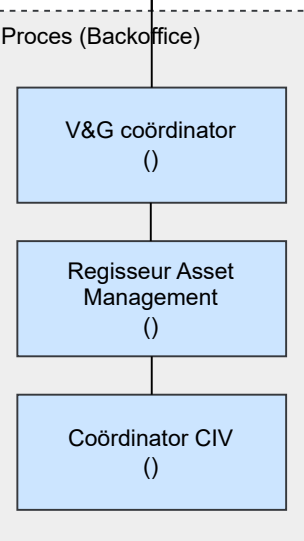 Proces (Backoffice)
V&G coördinator
()
Regisseur Asset
Management
()
Coördinator CIV
()